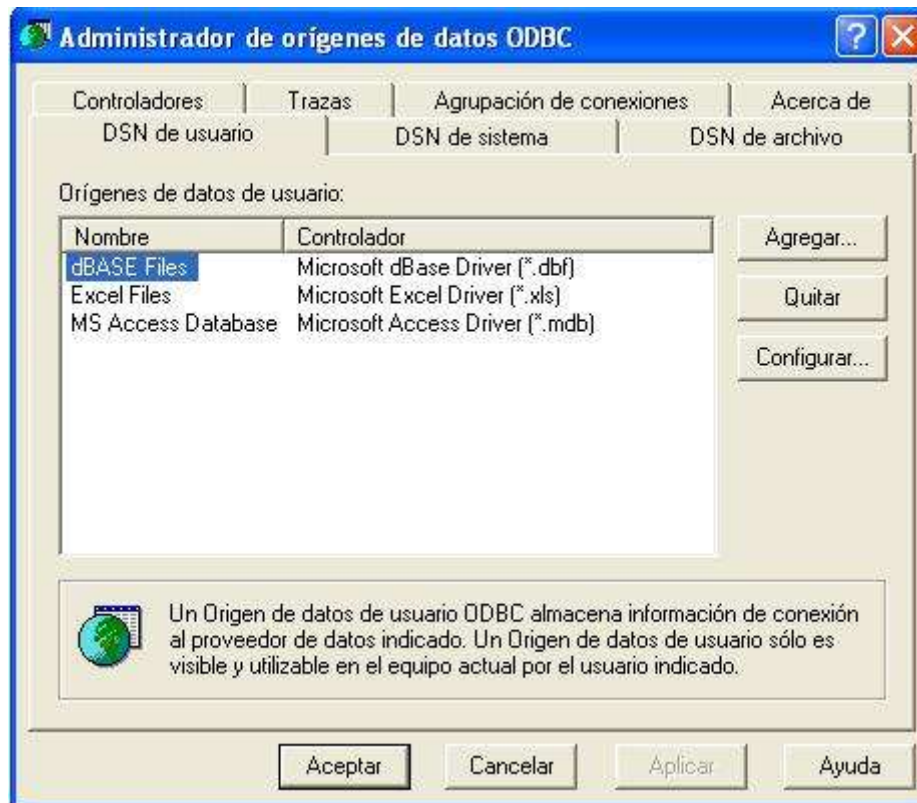 Administrador de orígenes de datos ODBC
Controladores Trazas Agrupación de conexiones Acerca de
DSN de usuario DSN de sistema DSN de archivo
Orígenes de datos de usuario:
Nombre Controlador
dBASE Files Microsoft dBase Driver (*.dbf)
Excel Files Microsoft Excel Driver (*.xls)
MS Access Database Microsoft Access Driver (*.mdb)
Agregar...
Quitar
Configurar...
Un Origen de datos de usuario ODBC almacena información de conexión
al proveedor de datos indicado. Un Origen de datos de usuario sólo es
visible y utilizable en el equipo actual por el usuario indicado.
Aceptar Cancelar Aplicar Ayuda